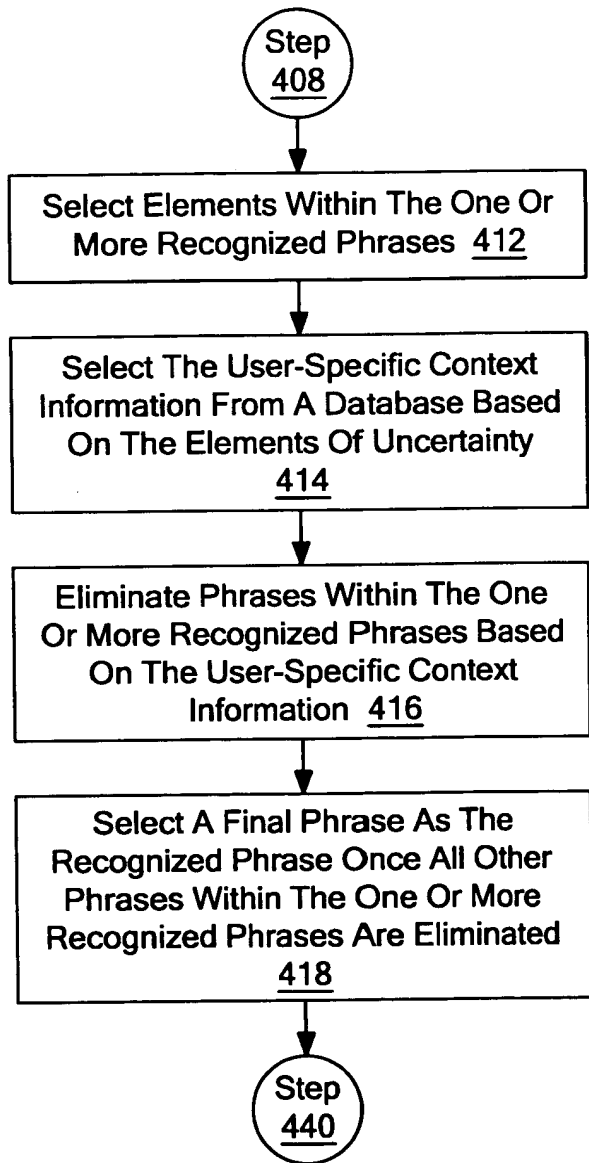 Step
408
Select Elements Within The One Or
More Recognized Phrases 412
Select The User-Specific Context
Information From A Database Based
On The Elements Of Uncertainty
414
Eliminate Phrases Within The One
Or More Recognized Phrases Based
On The User-Specific Context
Information 416
Select A Final Phrase As The
Recognized Phrase Once All Other
Phrases Within The One Or More
Recognized Phrases Are Eliminated
418
Step
440